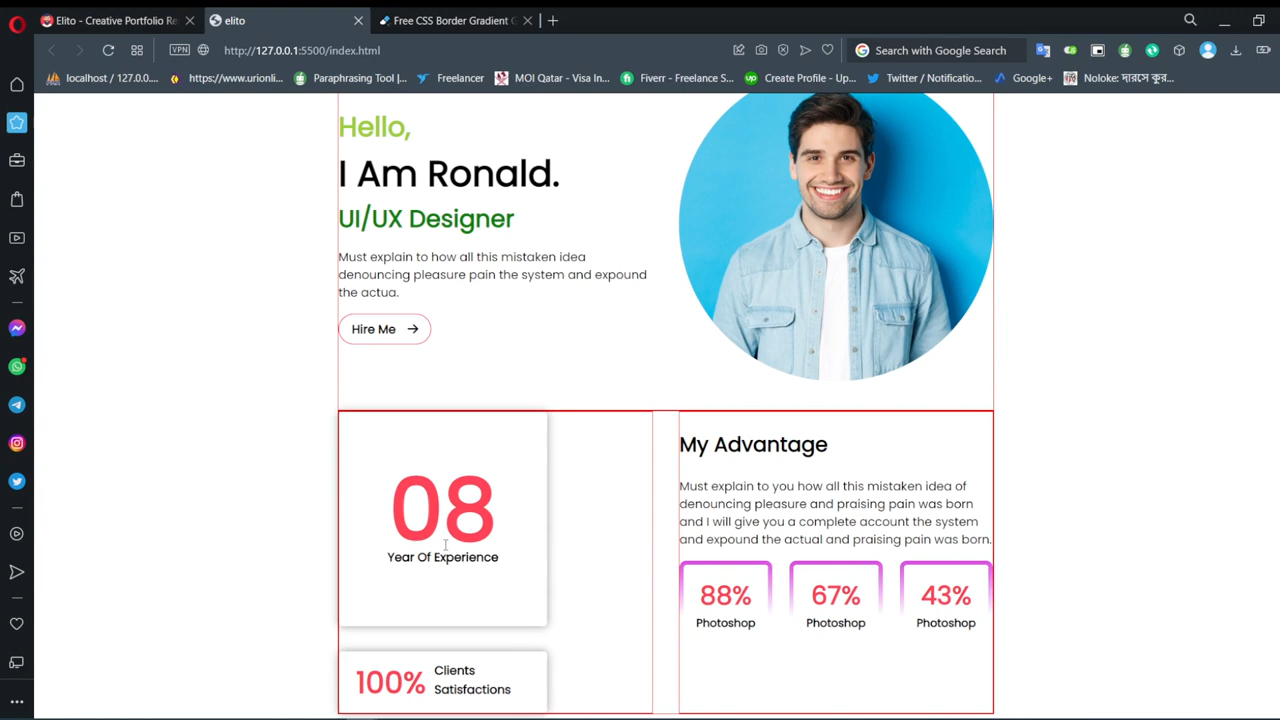 Elito - Creative Portfolio Re
elito
Free CSS Border Gradient G
VPN
http://127.0.0.1:5500/index.html
Search with Google Search
localhost / 127.0.0....
https://www.urionli...
Paraphrasing Tool |...
Freelancer
MOI Qatar - Visa In...
Fiverr - Freelance S...
Create Profile - Up...
Twitter / Notificatio...
Google+
Noloke: দারসে কুর...
Hello,
I Am Ronald.
UI/UX Designer
Must explain to how all this mistaken idea
denouncing pleasure pain the system and expound
the actua.
Hire Me
08
Year Of Experience
100%
Clients
Satisfactions
My Advantage
Must explain to you how all this mistaken idea of
denouncing pleasure and praising pain was born
and I will give you a complete account the system
and expound the actual and praising pain was born.
88% 67% 43%
Photoshop Photoshop Photoshop